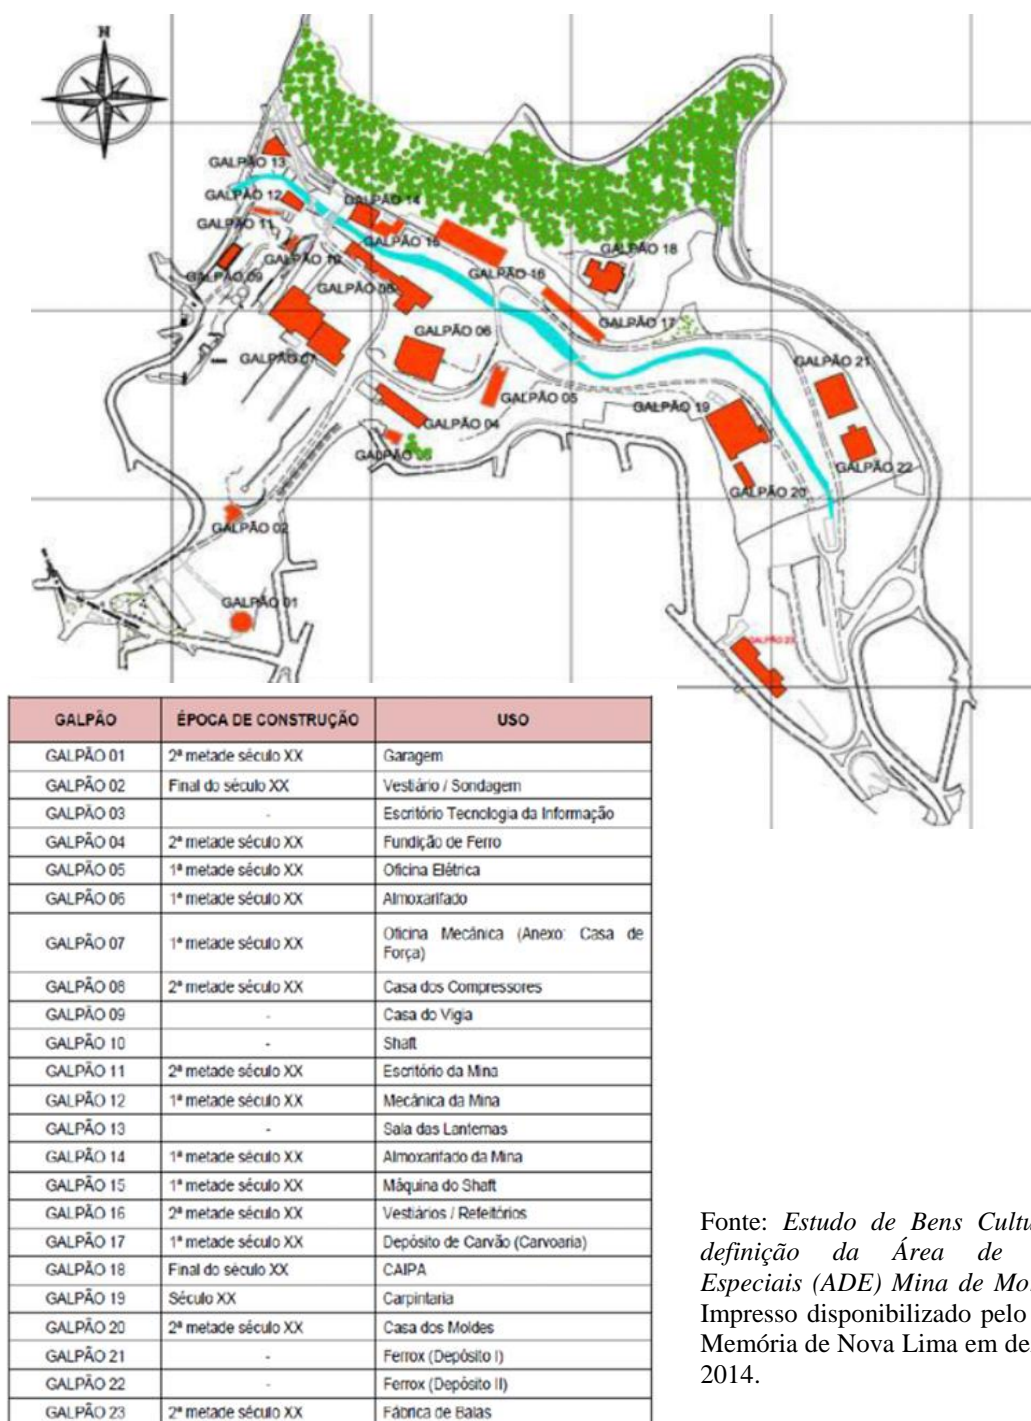 N
GALPÃO 13
GALPÃO 12
GALPÃO 14
GALPÃO 11
GALPÃO 15
GALPÃO 18
GALPÃO 10
GALPÃO 09
GALPÃO 16
GALPÃO 08
GALPÃO 17
GALPÃO 06
GALPÃO 07
GALPÃO 21
GALPÃO 05
GALPÃO 19
GALPÃO 04
GALPÃO
GALPÃO 22
GALPÃO 20
GALPÃO 02
GALPÃO 01
GALPÃO 23
GALPÃO ÉPOCA DE CONSTRUÇÃO USO
GALPÃO 01 2ª metade século XX Garagem
GALPÃO 02 Final do século XX Vestiário / Sondagem
GALPÃO 03 - Escritório Tecnologia da Informação
GALPÃO 04 2ª metade século XX Fundição de Ferro
GALPÃO 05 1ª metade século XX Oficina Elétrica
GALPÃO 06 1ª metade século XX Almoxarifado
GALPÃO 07 1ª metade século XX Oficina Mecânica (Anexo: Casa de
Força)
GALPÃO 08 2ª metade século XX Casa dos Compressores
GALPÃO 09 - Casa do Vigia
GALPÃO 10 - Shaft
GALPÃO 11 2ª metade século XX Escritório da Mina
GALPÃO 12 1ª metade século XX Mecânica da Mina
GALPÃO 13 - Sala das Lanternas
GALPÃO 14 1ª metade século XX Almoxarifado da Mina
GALPÃO 15 1ª metade século XX Máquina do Shaft
GALPÃO 16 2ª metade século XX Vestiários / Refeitórios
GALPÃO 17 1ª metade século XX Depósito de Carvão (Carvoaria)
GALPÃO 18 Final do século XX CAIPA
GALPÃO 19 Século XX Carpintaria
GALPÃO 20 2ª metade século XX Casa dos Moldes
GALPÃO 21 - Ferrox (Depósito I)
GALPÃO 22 - Ferrox (Depósito II)
GALPÃO 23 2ª metade século XX Fábrica de Balas
Fonte: Estudo de Bens Cultu
definição da Área de
Especiais (ADE) Mina de Mo
Impresso disponibilizado pelo
Memória de Nova Lima em de
2014.